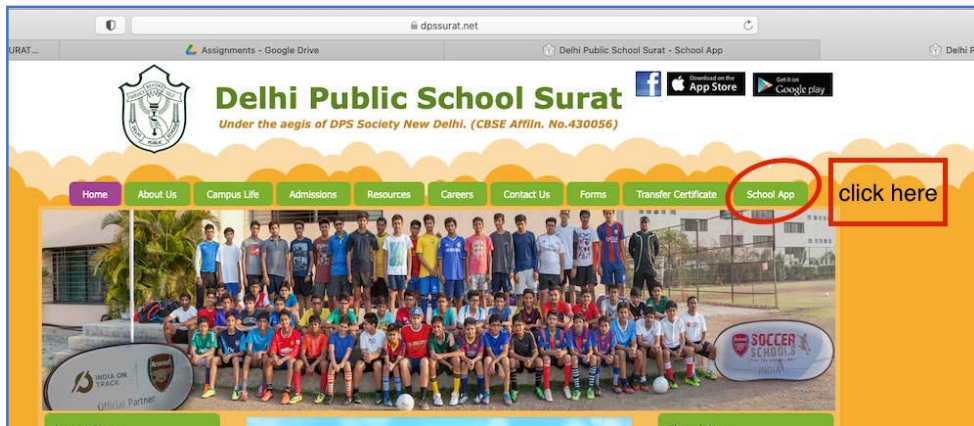 dpssurat.net
URAT...
Assignments - Google Drive
Delhi Public School Surat - School App
Delhi P
Delhi Public School Surat
Under the aegis of DPS Society New Delhi. (CBSE Affiln. No.430056)
f
Download on the
App Store
Get it on
Google play
Home
About Us
Campus Life
Admissions
Resources
Careers
Contact Us
Forms
Transfer Certificate
School App
click here
INDIA ON
TRACK
Arsenal
Official Partner
SOCCER
SCHOOLS
INDIA